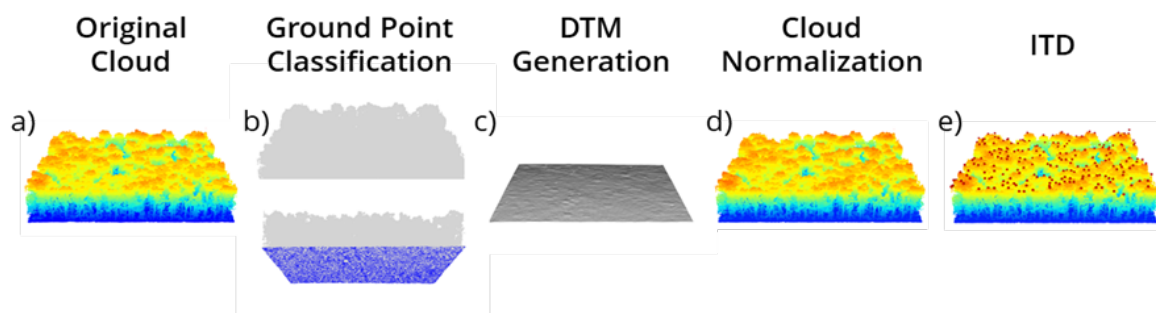 Original
Cloud
Ground Point
Classification
DTM
Generation
Cloud
Normalization
ITD
a)
b)
c)
d)
e)